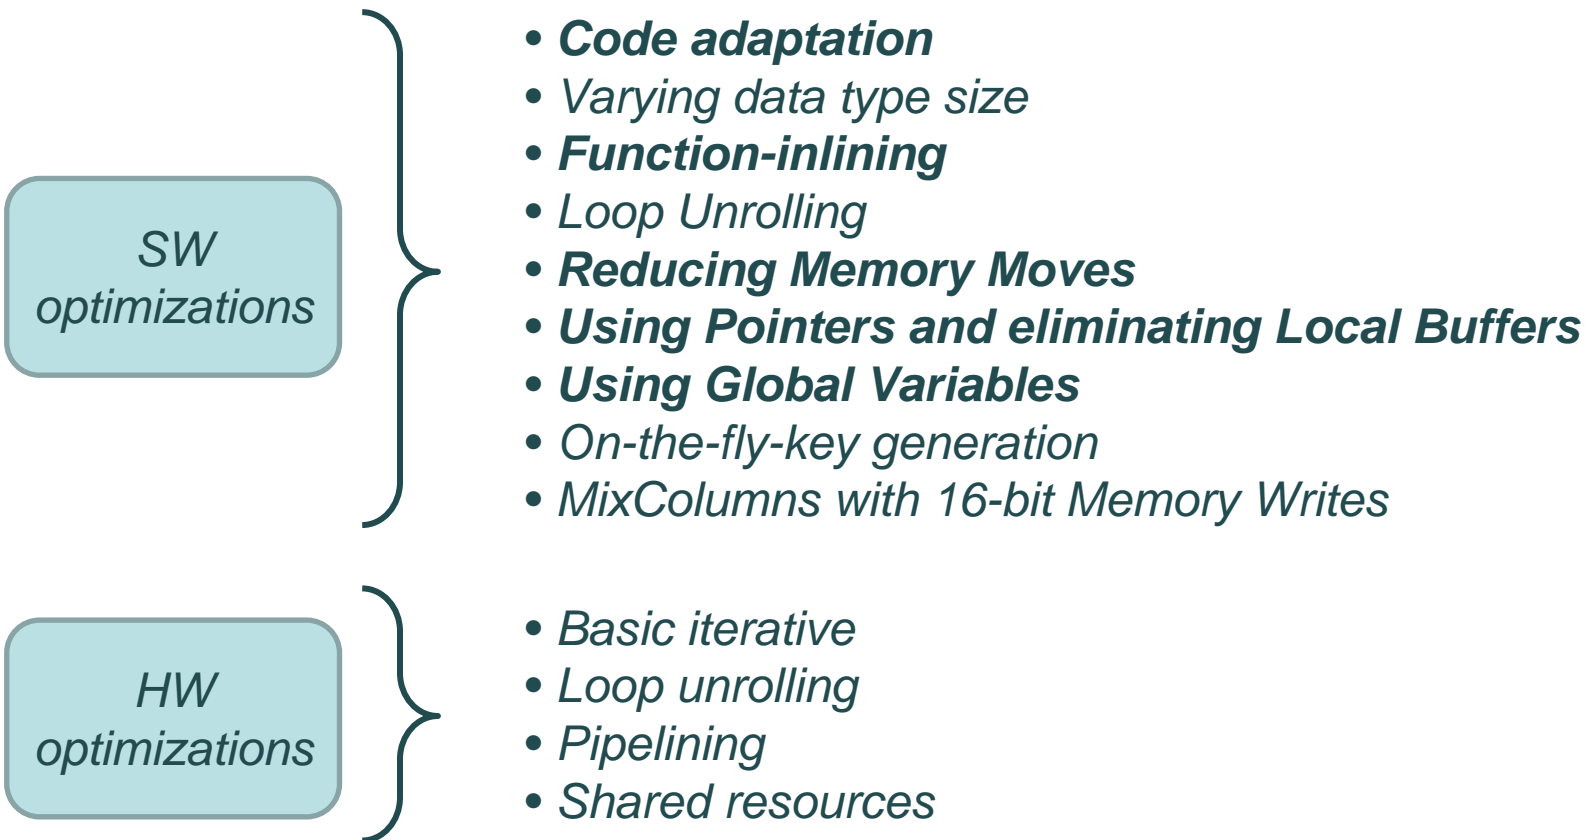 SW
optimizations
• Code adaptation
• Varying data type size
• Function-inlining
• Loop Unrolling
• Reducing Memory Moves
• Using Pointers and eliminating Local Buffers
• Using Global Variables
• On-the-fly-key generation
• MixColumns with 16-bit Memory Writes
HW
optimizations
• Basic iterative
• Loop unrolling
• Pipelining
• Shared resources